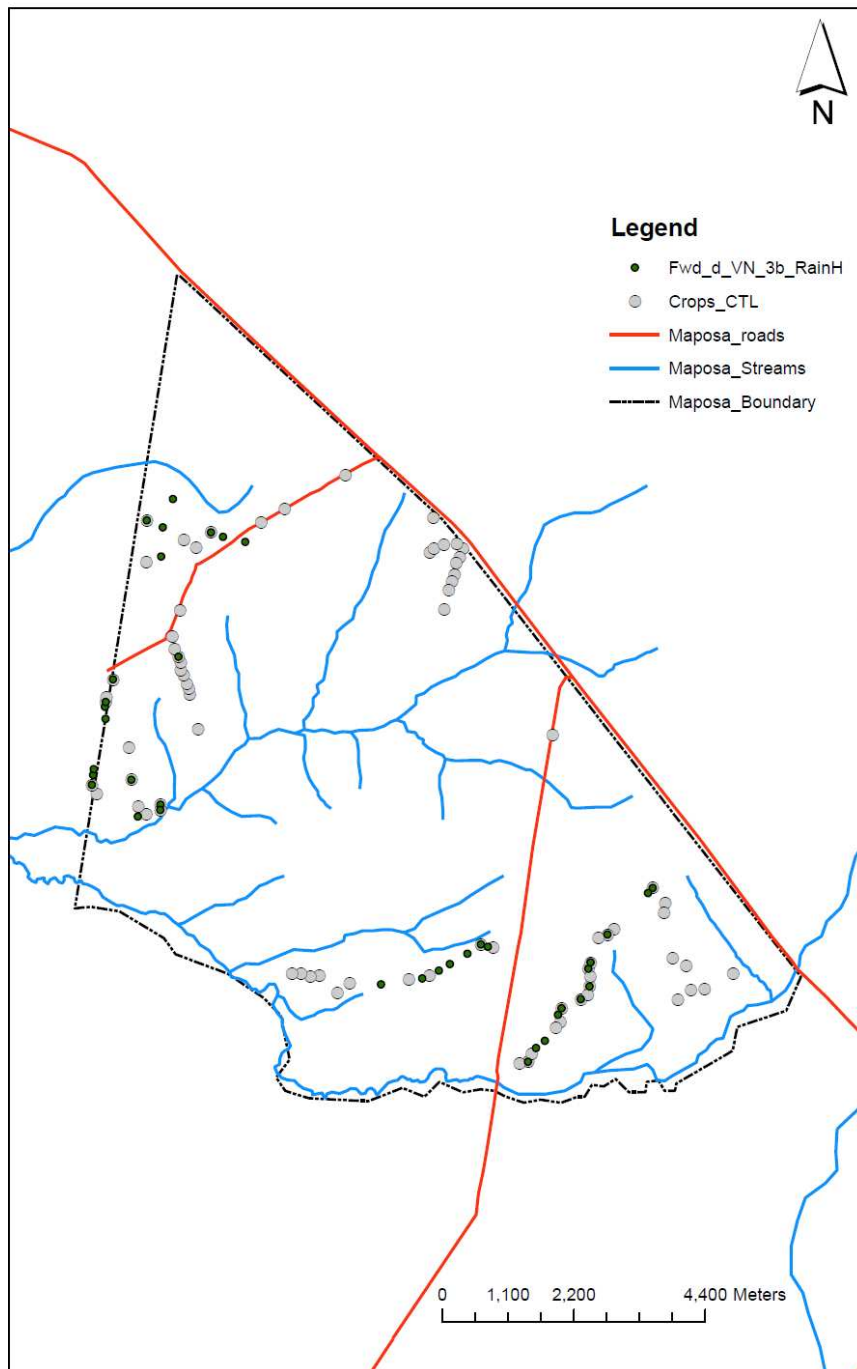 N
Legend
Fwd_d_VN_3b_RainH
Crops_CTL
Maposa_roads
Maposa_Streams
Maposa_Boundary
0 1,100 2,200 4,400 Meters